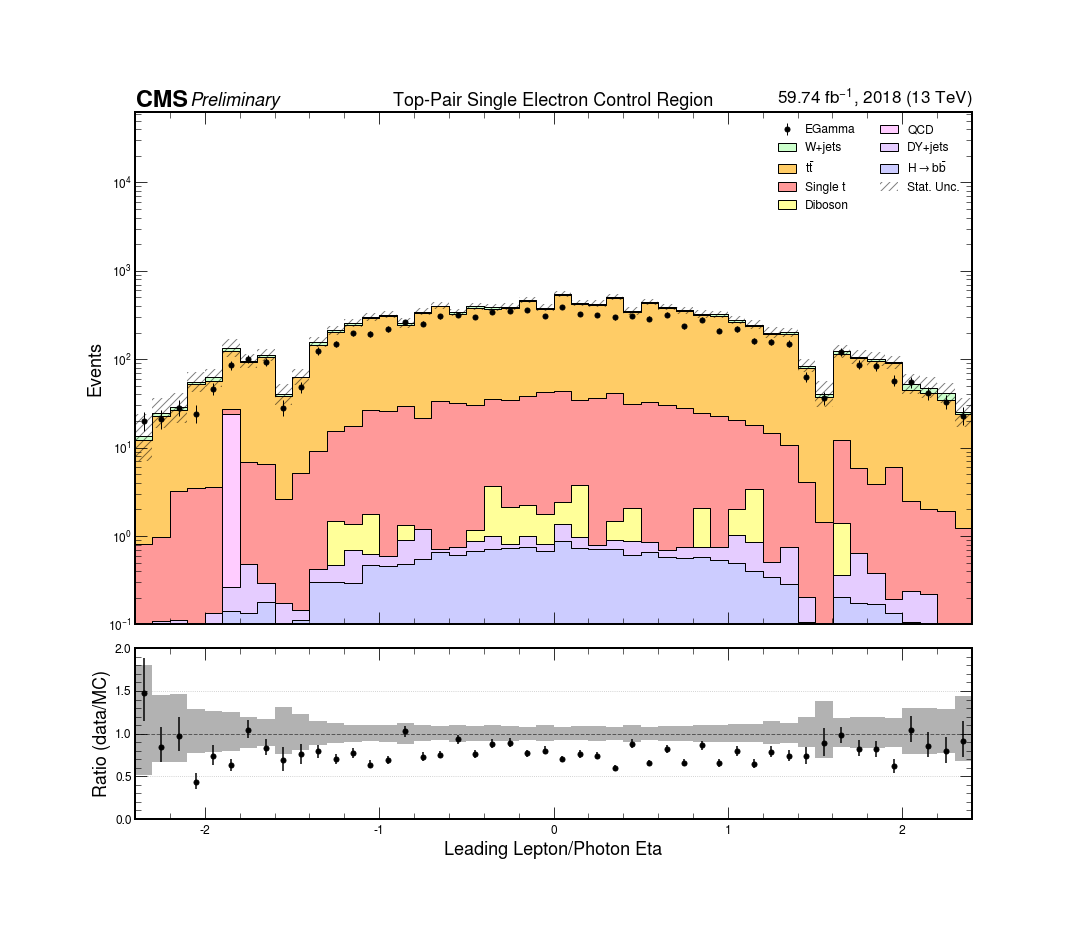 CMS Preliminary Top-Pair Single Electron Control Region 59.74 fb⁻¹, 2018 (13 TeV)
EGamma
W+jets
tt̄
Single t
Diboson
QCD
DY+jets
H→bb̄
Stat. Unc.
Events
10⁴
10³
10²
10¹
10⁰
10⁻¹
Ratio (data/MC)
2.0
1.5
1.0
0.5
0.0
-2 -1 0 1 2
Leading Lepton/Photon Eta